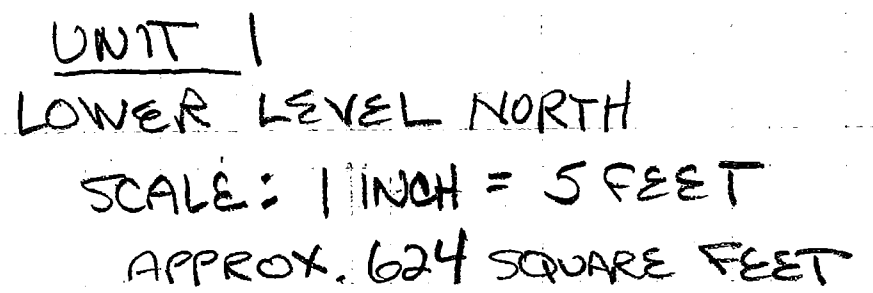 UNIT 1
LOWER LEVEL NORTH
SCALE: 1 INCH = 5 FEET
APPROX. 624 SQUARE FEET